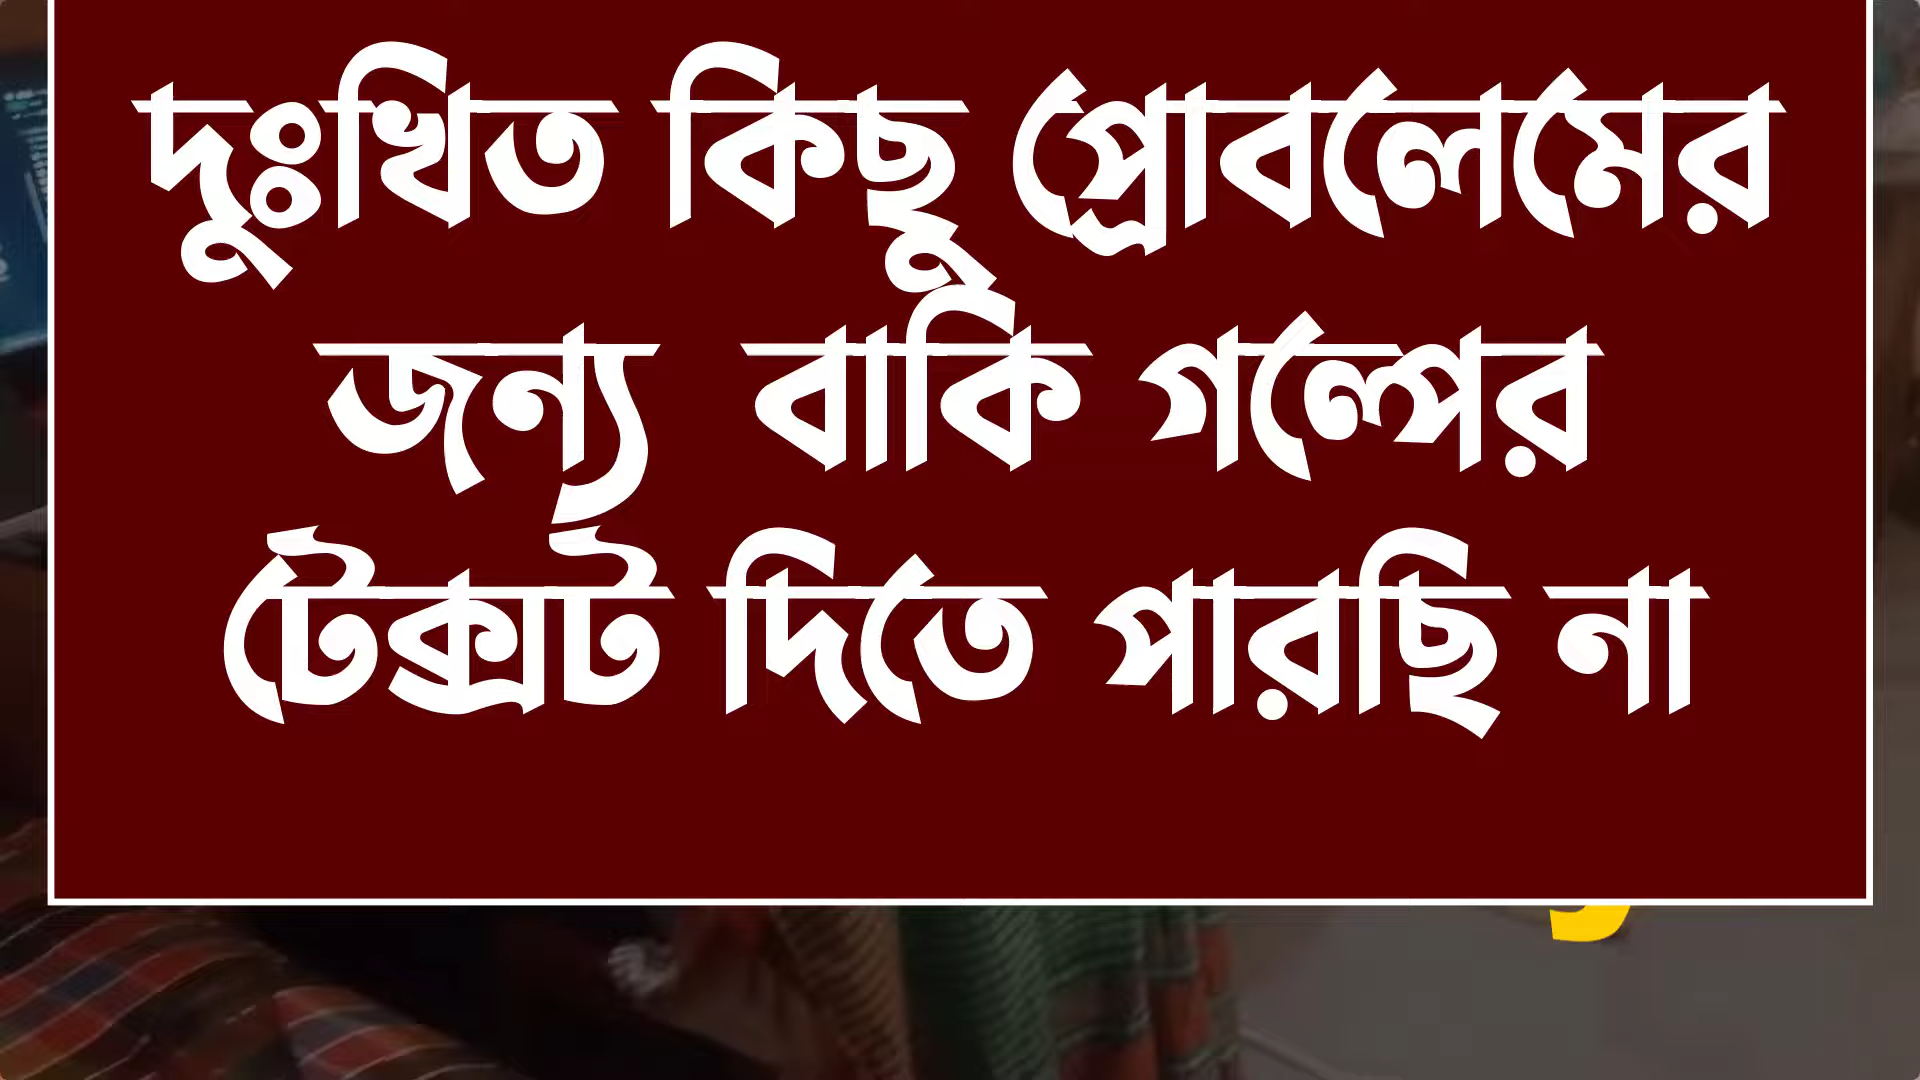 দুঃখিত কিছু প্রোবলেমের
জন্য বাকি গল্পের
টেক্সট দিতে পারছি না